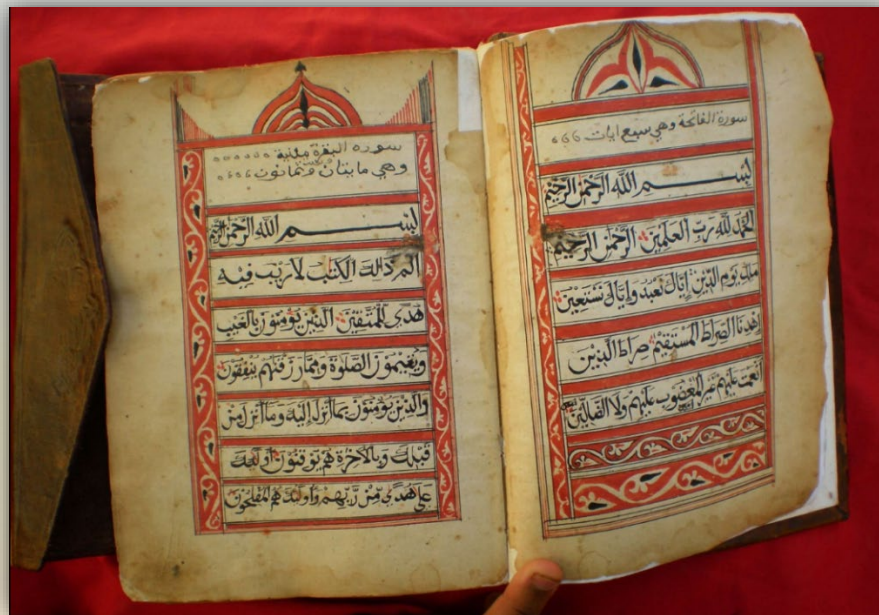 سورة الفاتحة وهي سبع ايات
بسم الله الرحمن الرحيم
الحمد لله رب العلمين الرحمن الرحيم
ملك يوم الدين اياك نعبد واياك نستعين
اهدنا الصراط المستقيم صراط الذين
انعمت عليهم غير المغضوب عليهم ولا الضالين
سورة البقرة مدنية
وهي مايتان وثمانون
بسم الله الرحمن الرحيم
الم ذالك الكتب لا ريب فيه
هدى للمتقين الذين يؤمنون بالغيب
ويقيمون الصلوة ومما رزقنهم ينفقون
والذين يؤمنون بما انزل اليك وما انزل من
قبلك وبالاخرة هم يوقنون اولئك
على هدى من ربهم واولئك هم المفلحون